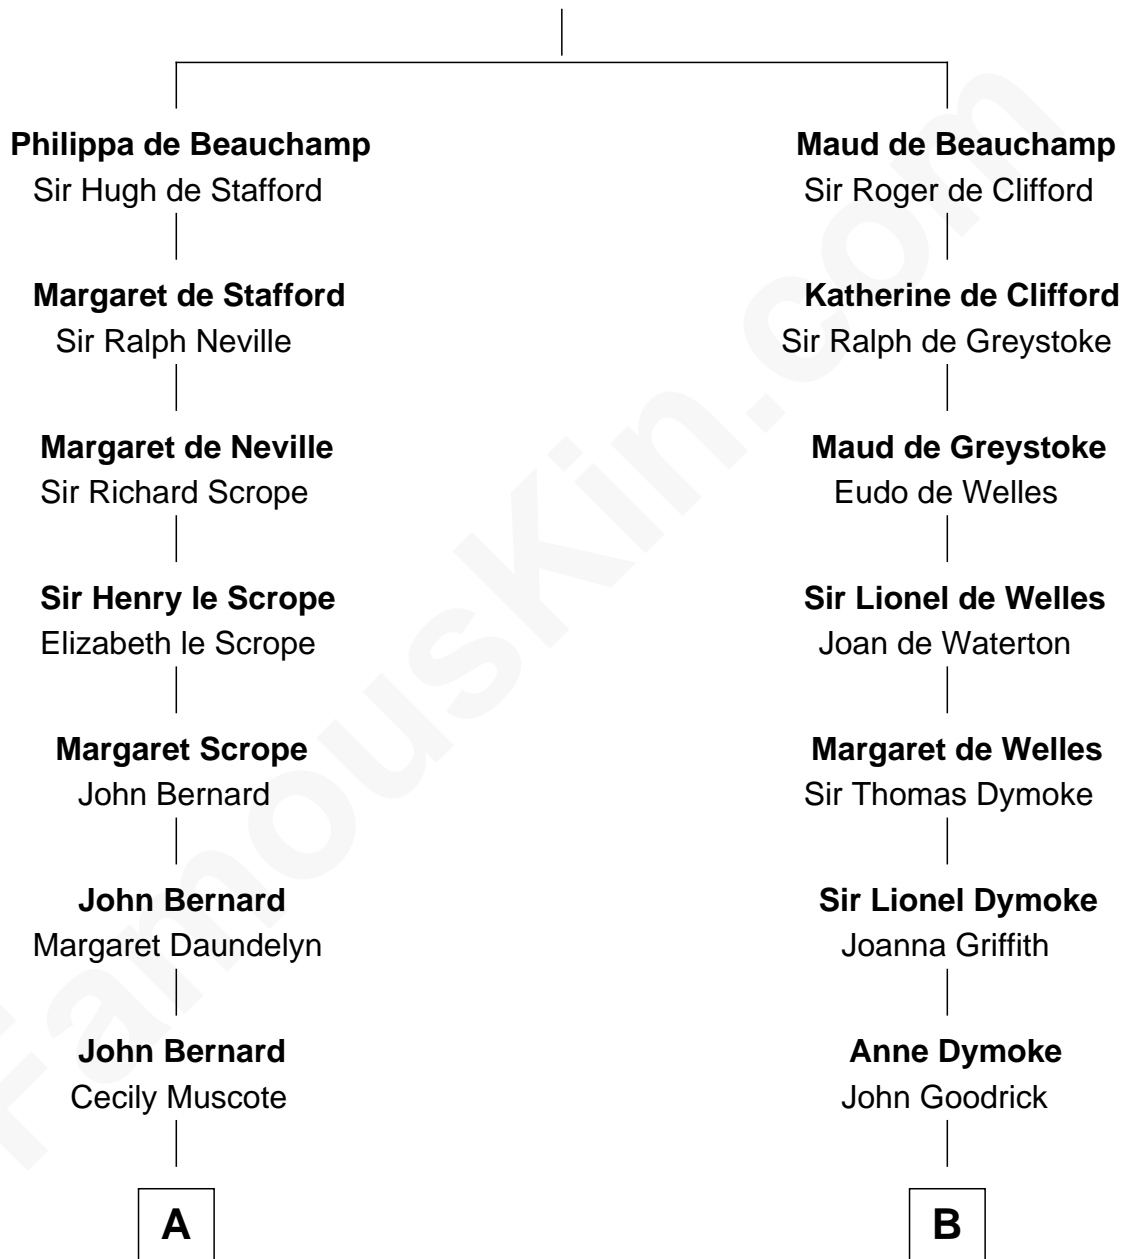 Philippa de Beauchamp
Sir Hugh de Stafford
Margaret de Stafford
Sir Ralph Neville
Margaret de Neville
Sir Richard Scrope
Sir Henry le Scrope
Elizabeth le Scrope
Margaret Scrope
John Bernard
John Bernard
Margaret Daundelyn
John Bernard
Cecily Muscote
A
Maud de Beauchamp
Sir Roger de Clifford
Katherine de Clifford
Sir Ralph de Greystoke
Maud de Greystoke
Eudo de Welles
Sir Lionel de Welles
Joan de Waterton
Margaret de Welles
Sir Thomas Dymoke
Sir Lionel Dymoke
Joanna Griffith
Anne Dymoke
John Goodrick
B
FamousKin.com